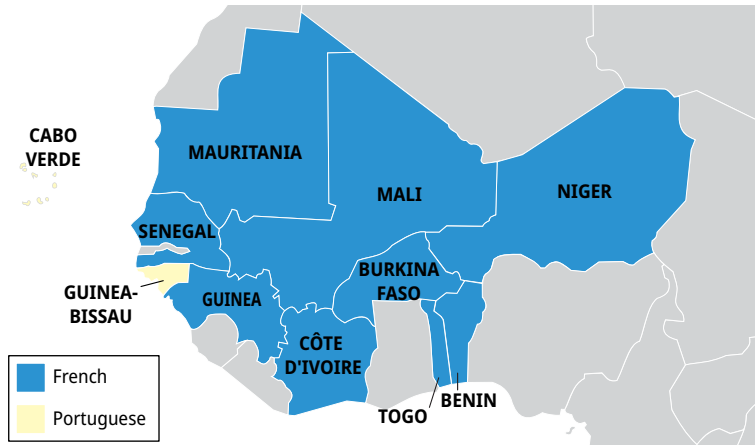 CABO
VERDE
MAURITANIA
MALI
NIGER
SENEGAL
GUINEA-
BISSAU
GUINEA
BURKINA
FASO
CÔTE
D'IVOIRE
TOGO
BENIN
French
Portuguese